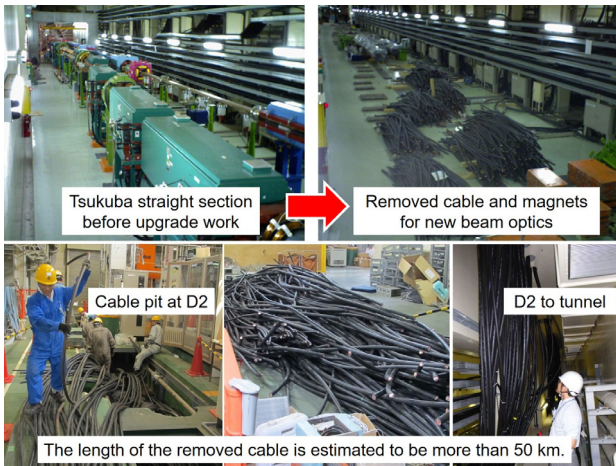 Tsukuba straight section
before upgrade work
Removed cable and magnets
for new beam optics
Cable pit at D2
D2 to tunnel
The length of the removed cable is estimated to be more than 50 km.